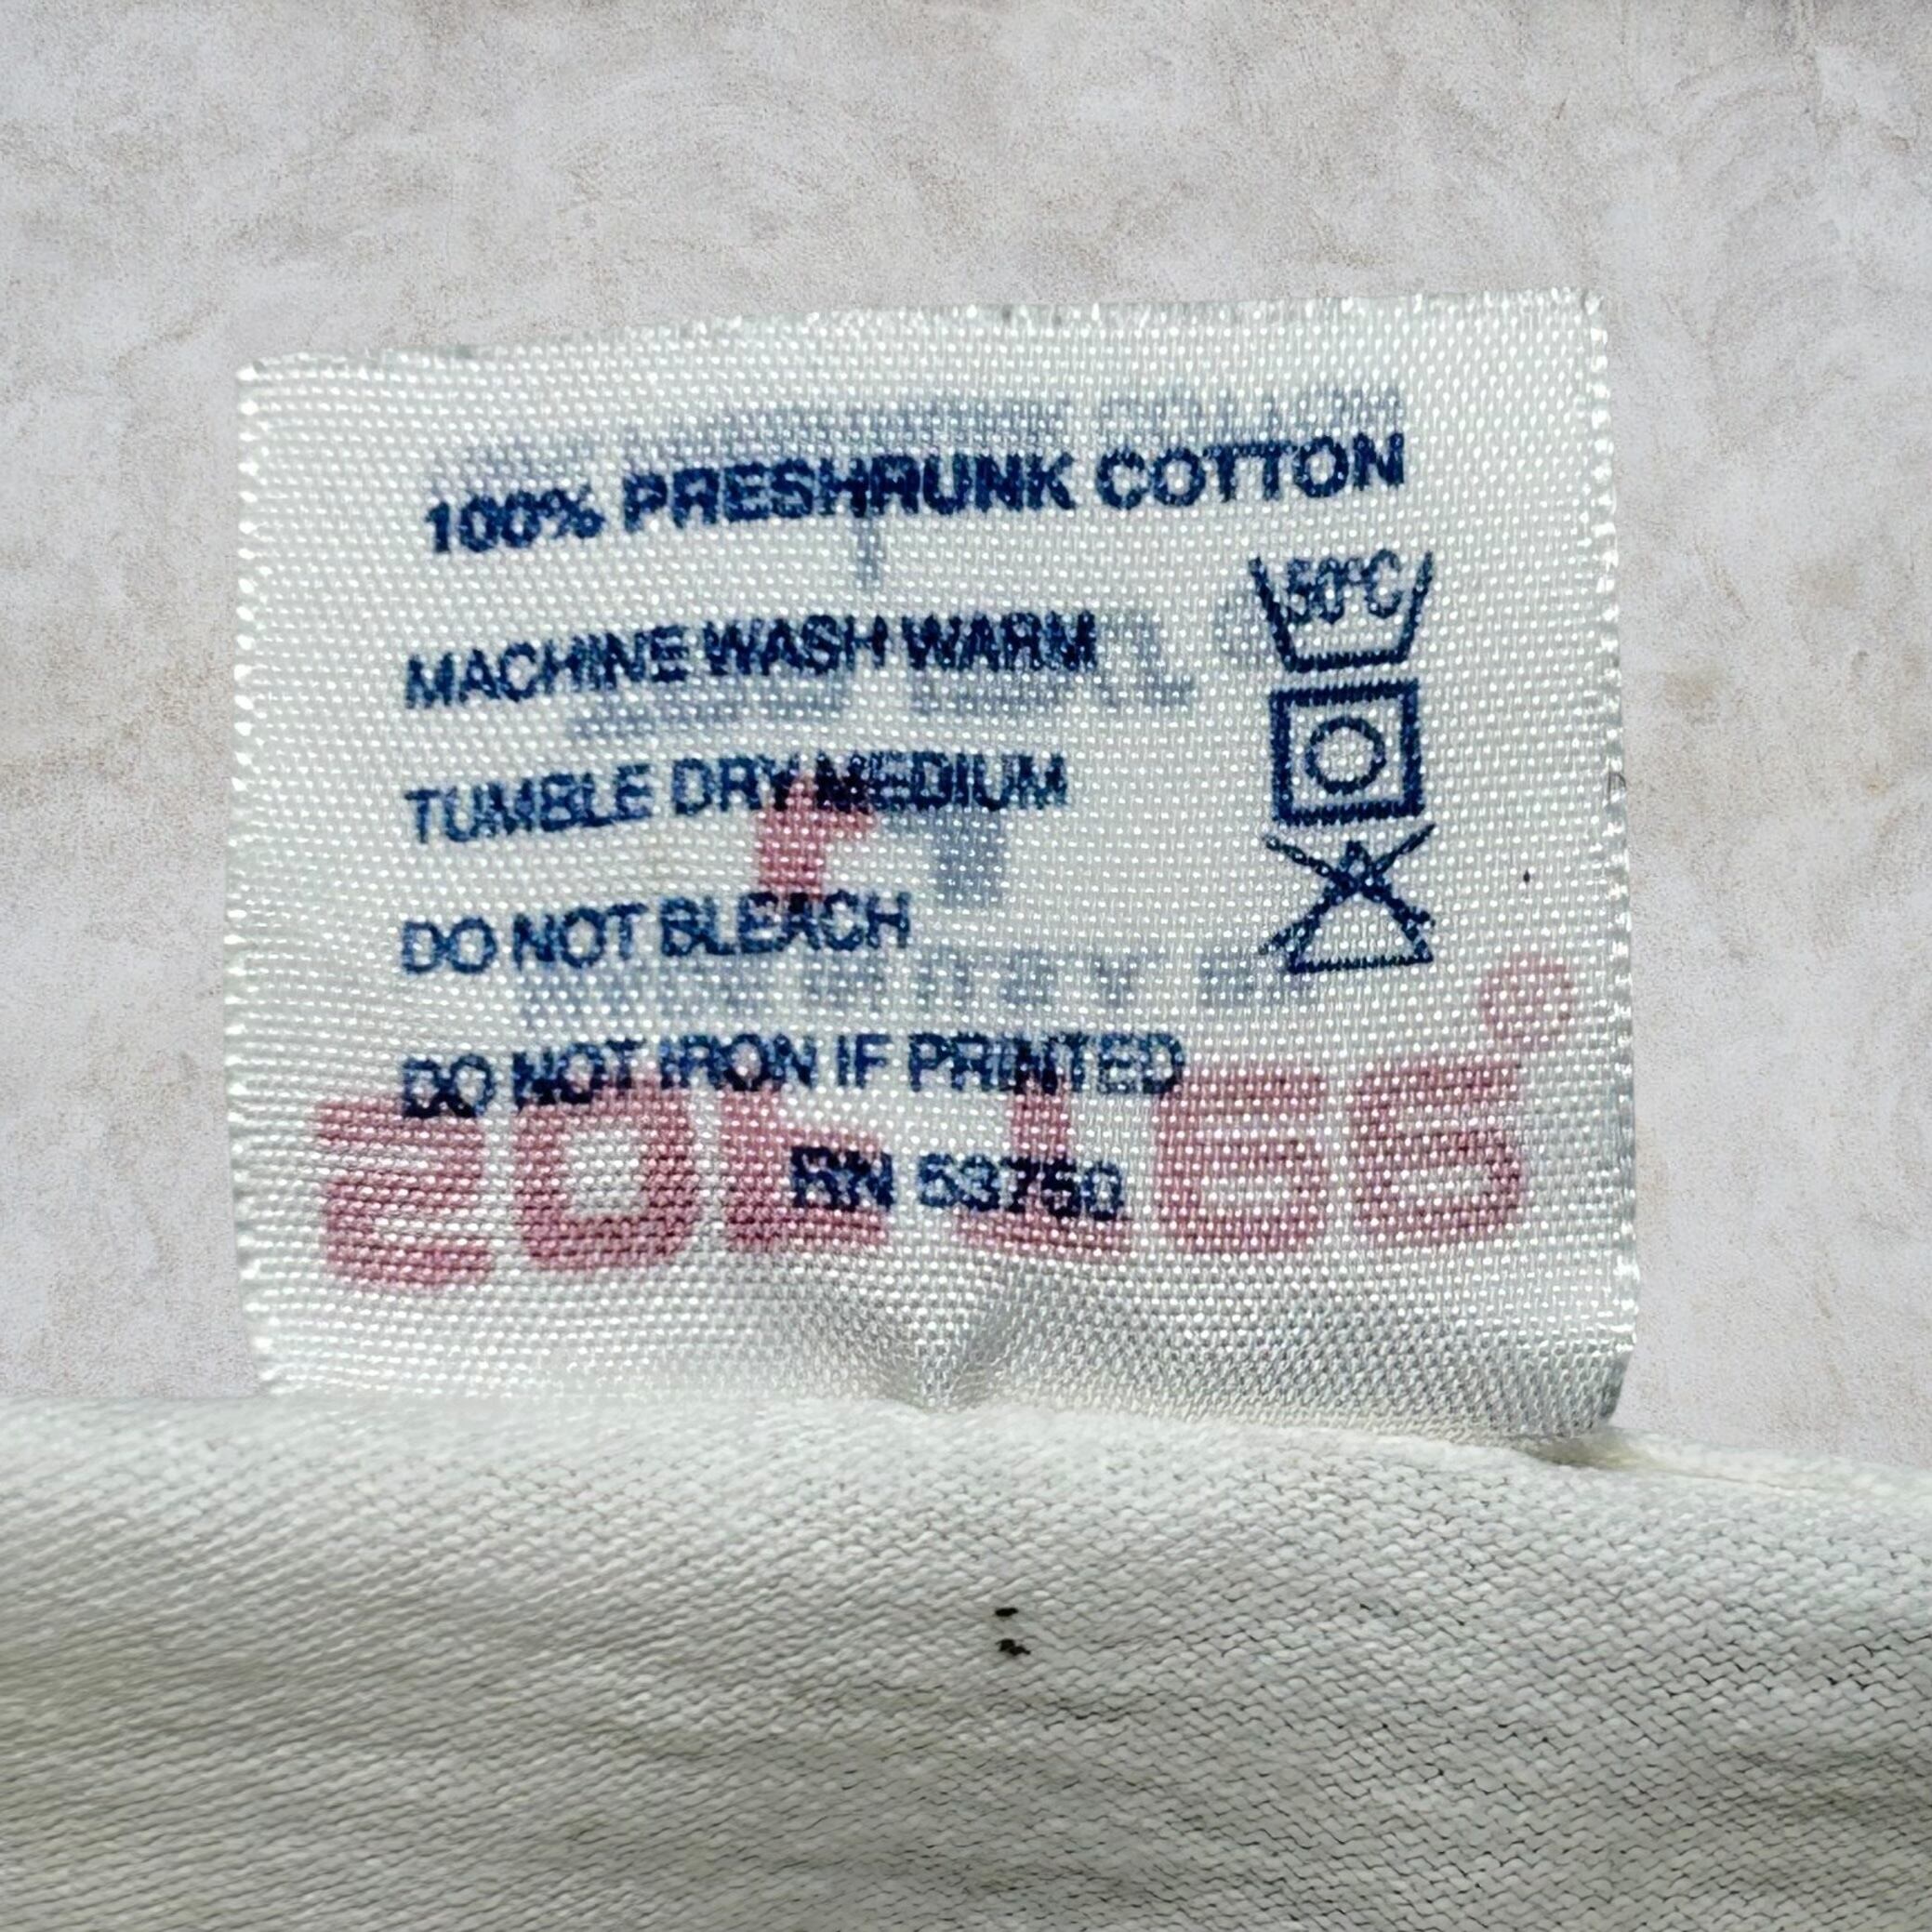 100% PRESHRUNK COTTON
50°C
MACHINE WASH WARM
TUMBLE DRY MEDIUM
DO NOT BLEACH
DO NOT IRON IF PRINTED
RN 53750